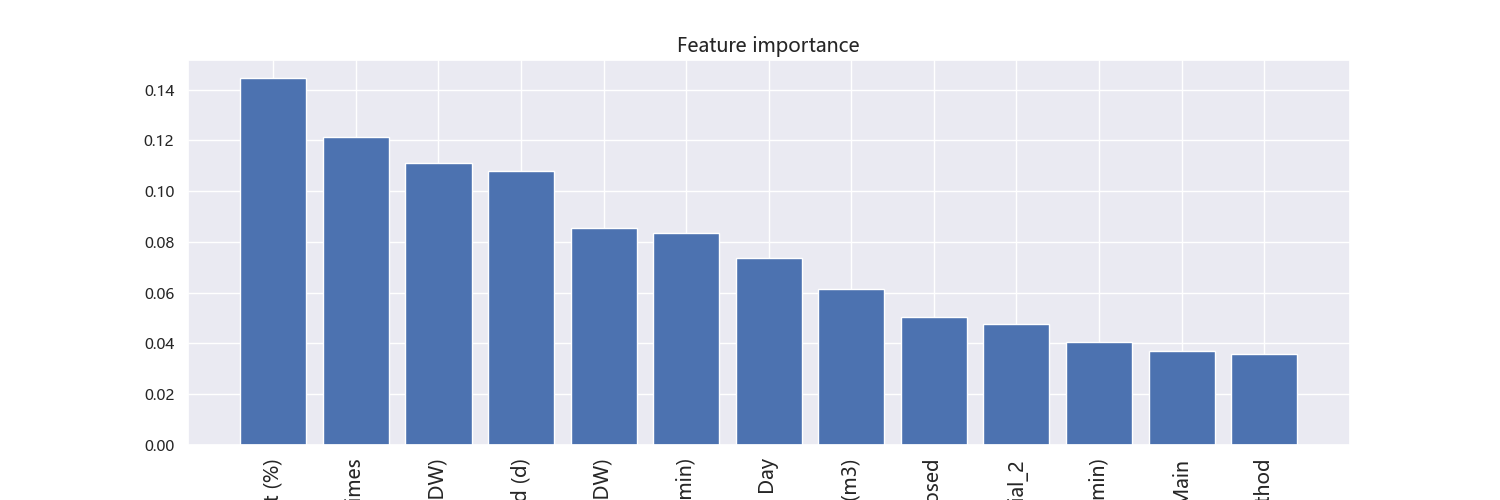 Feature importance
0.14
0.12
0.10
0.08
0.06
0.04
0.02
0.00
t (%)
imes
DW)
d (d)
DW)
min)
Day
(m3)
osed
ial_2
min)
Main
thod